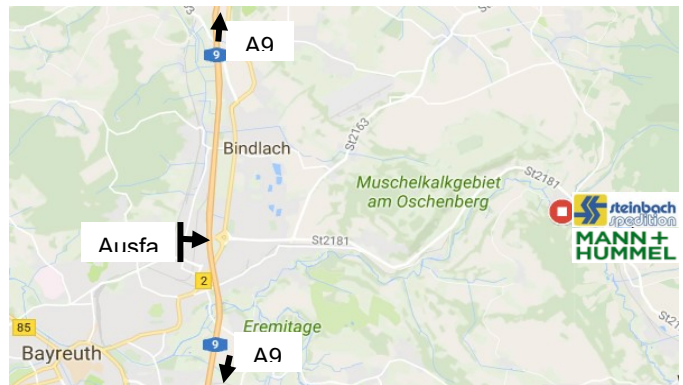 A9
9
Bindlach
St2163
Muschelkalkgebiet
am Oschenberg
St2181
steinbach
spedition
MANN+
HUMMEL
Ausfa
St2181
2
85
Eremitage
9
Bayreuth
A9